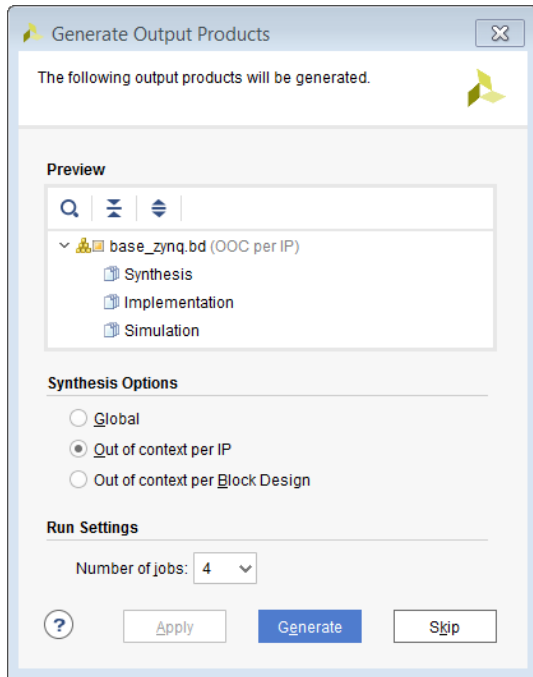 Generate Output Products
The following output products will be generated.
Preview
base_zynq.bd (OOC per IP)
Synthesis
Implementation
Simulation
Synthesis Options
Global
Out of context per IP
Out of context per Block Design
Run Settings
Number of jobs: 4
? Apply Generate Skip